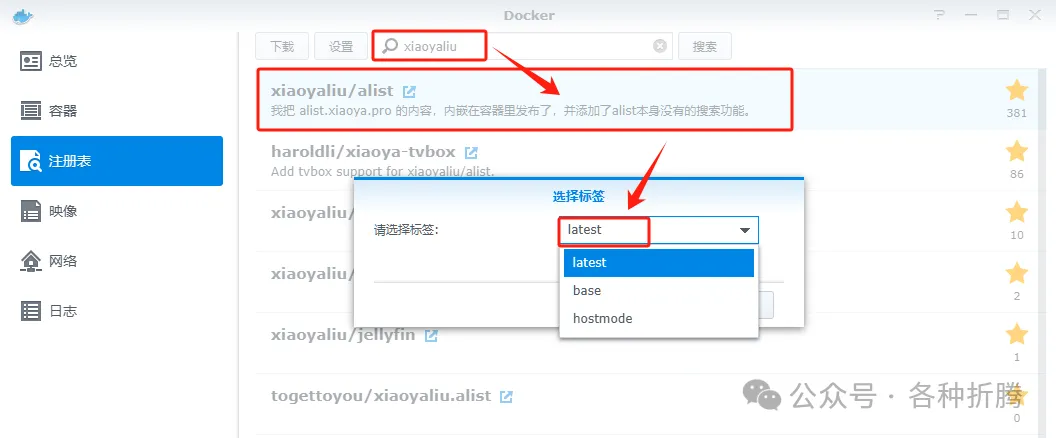 Docker
总览
容器
注册表
映像
网络
日志
下载 设置 xiaoyaliu 搜索
xiaoyaliu/alist
我把 alist.xiaoya.pro 的内容，内嵌在容器里发布了，并添加了alist本身没有的搜索功能。
381
haroldli/xiaoya-tvbox
Add tvbox support for xiaoyaliu/alist.
86
xiaoyaliu/
10
xiaoyaliu/
2
xiaoyaliu/jellyfin
1
togettoyou/xiaoyaliu.alist
0
选择标签
请选择标签:
latest
latest
base
hostmode
公众号 · 各种折腾